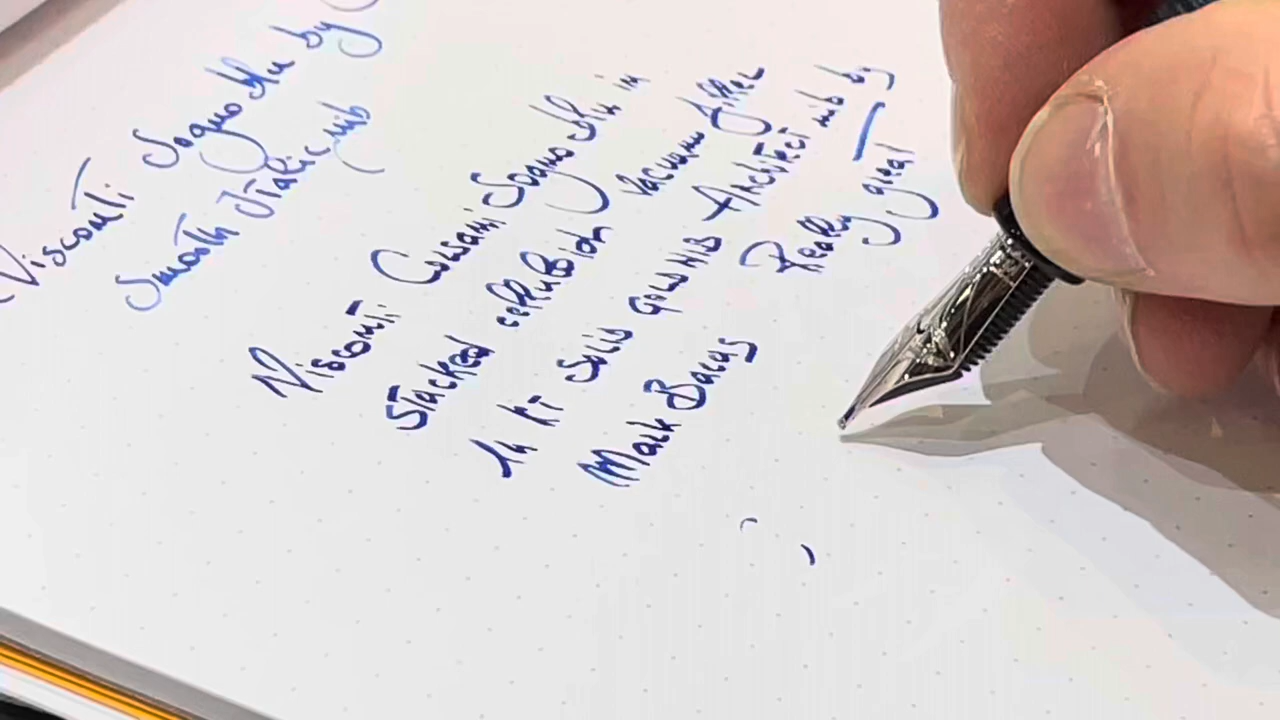 Visconti Sogno blu by
Smooth Italic nib
Visconti Sogno blu in
stacked celluloid vacuum filler
14 kt solid GOLD NIB Architect nib by
Mark Bacas Really great